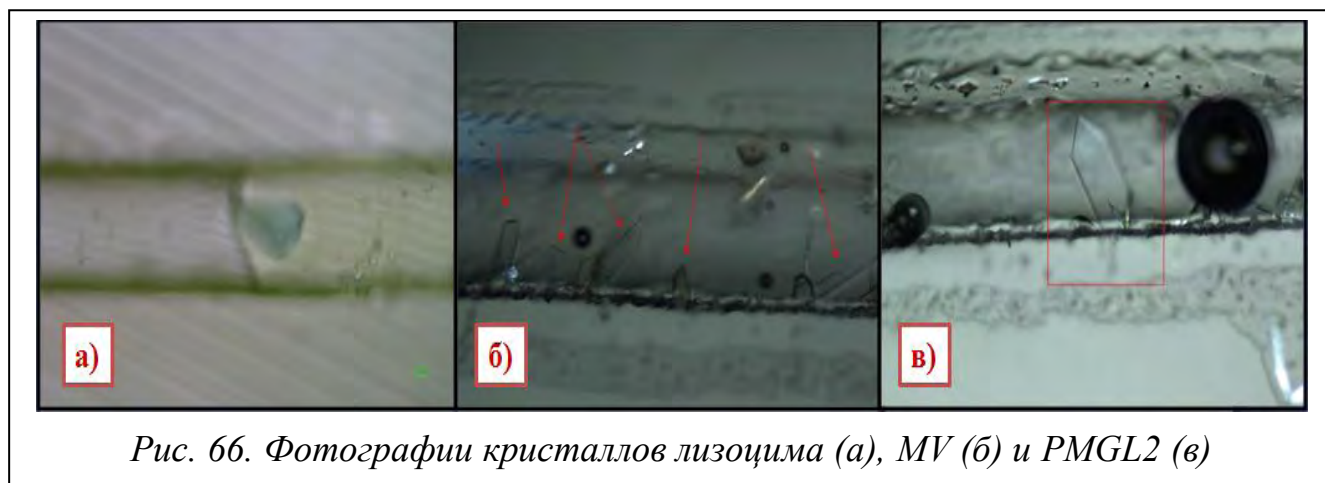 а)
б)
в)
Рис. 66. Фотографии кристаллов лизоцима (а), MV (б) и PMGL2 (в)